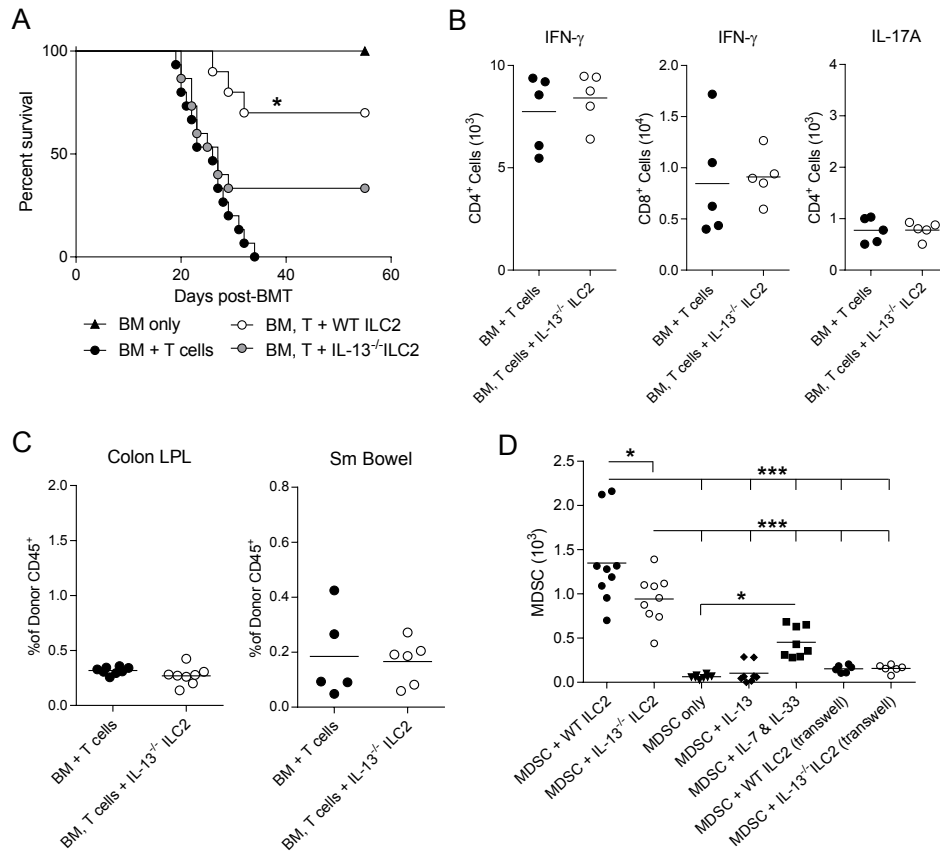 A
Percent survival
100
50
0
0
20
40
60
*
Days post-BMT
BM only
BM + T cells
BM, T + WT ILC2
BM, T + IL-13⁻/⁻ILC2
B
IFN-γ
CD4⁺ Cells (10³)
10
5
0
BM + T cells
BM, T cells + IL-13⁻/⁻ ILC2
IFN-γ
CD8⁺ Cells (10⁴)
2.0
1.5
1.0
0.5
0
BM + T cells
BM, T cells + IL-13⁻/⁻ ILC2
IL-17A
CD4⁺ Cells (10³)
4
3
2
1
0
BM + T cells
BM, T cells + IL-13⁻/⁻ ILC2
C
Colon LPL
%of Donor CD45⁺
2.0
1.5
1.0
0.5
0.0
BM + T cells
BM, T cells + IL-13⁻/⁻ ILC2
Sm Bowel
%of Donor CD45⁺
0.8
0.6
0.4
0.2
0.0
BM + T cells
BM, T cells + IL-13⁻/⁻ ILC2
D
MDSC (10³)
2.5
2.0
1.5
1.0
0.5
0
*
***
***
*
MDSC + WT ILC2
MDSC + IL-13⁻/⁻ ILC2
MDSC only
MDSC + IL-13
MDSC + IL-7 & IL-33
MDSC + WT ILC2 (transwell)
MDSC + IL-13⁻/⁻ILC2 (transwell)